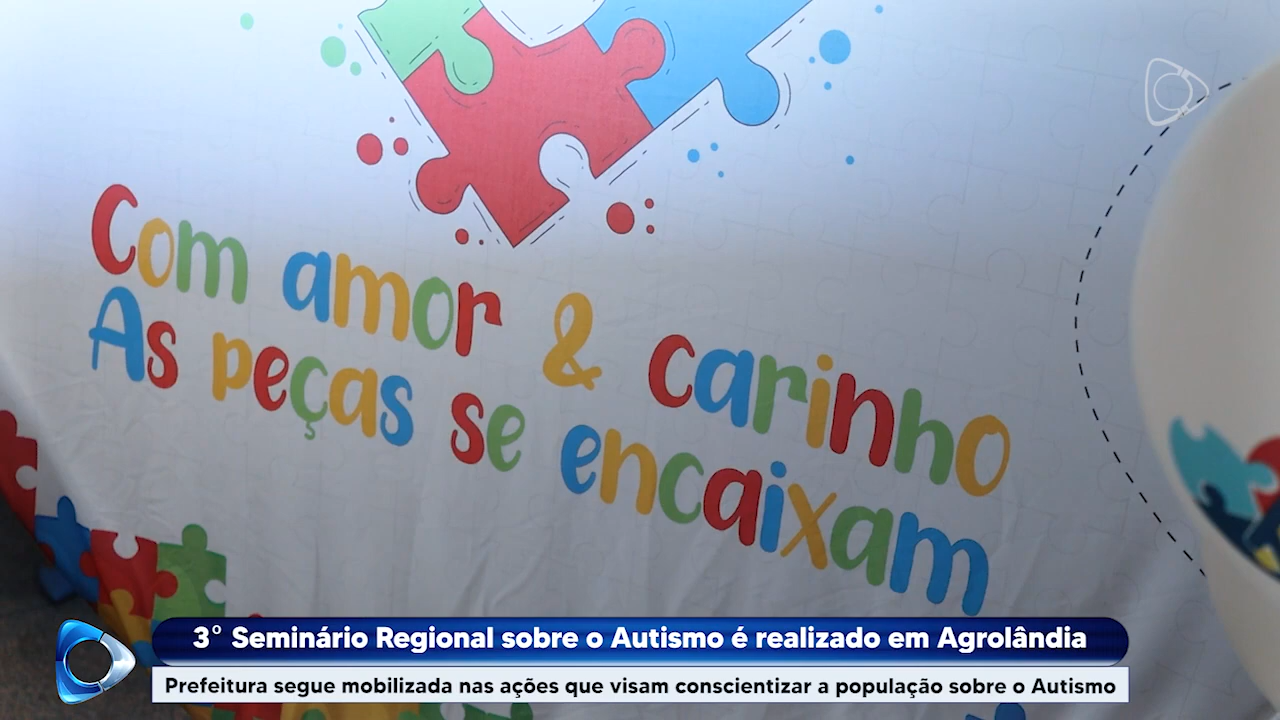 Com amor & carinho
As peças se encaixam
3° Seminário Regional sobre o Autismo é realizado em Agrolândia
Prefeitura segue mobilizada nas ações que visam conscientizar a população sobre o Autismo